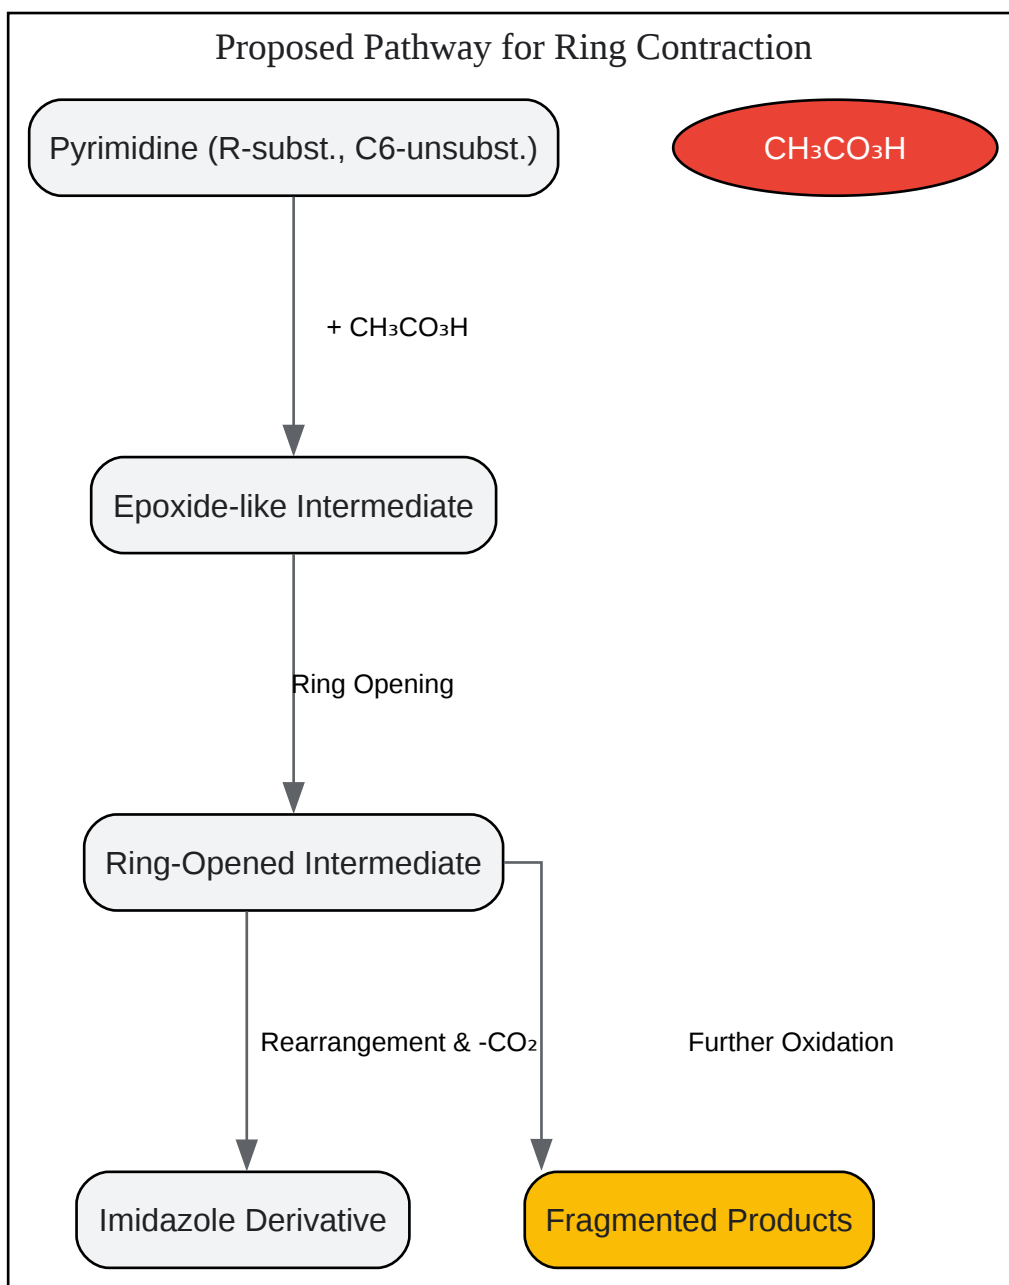 Proposed Pathway for Ring Contraction
Pyrimidine (R-subst., C6-unsubst.)
CH₃CO₃H
+ CH₃CO₃H
Epoxide-like Intermediate
Ring Opening
Ring-Opened Intermediate
Rearrangement & -CO₂
Further Oxidation
Imidazole Derivative
Fragmented Products